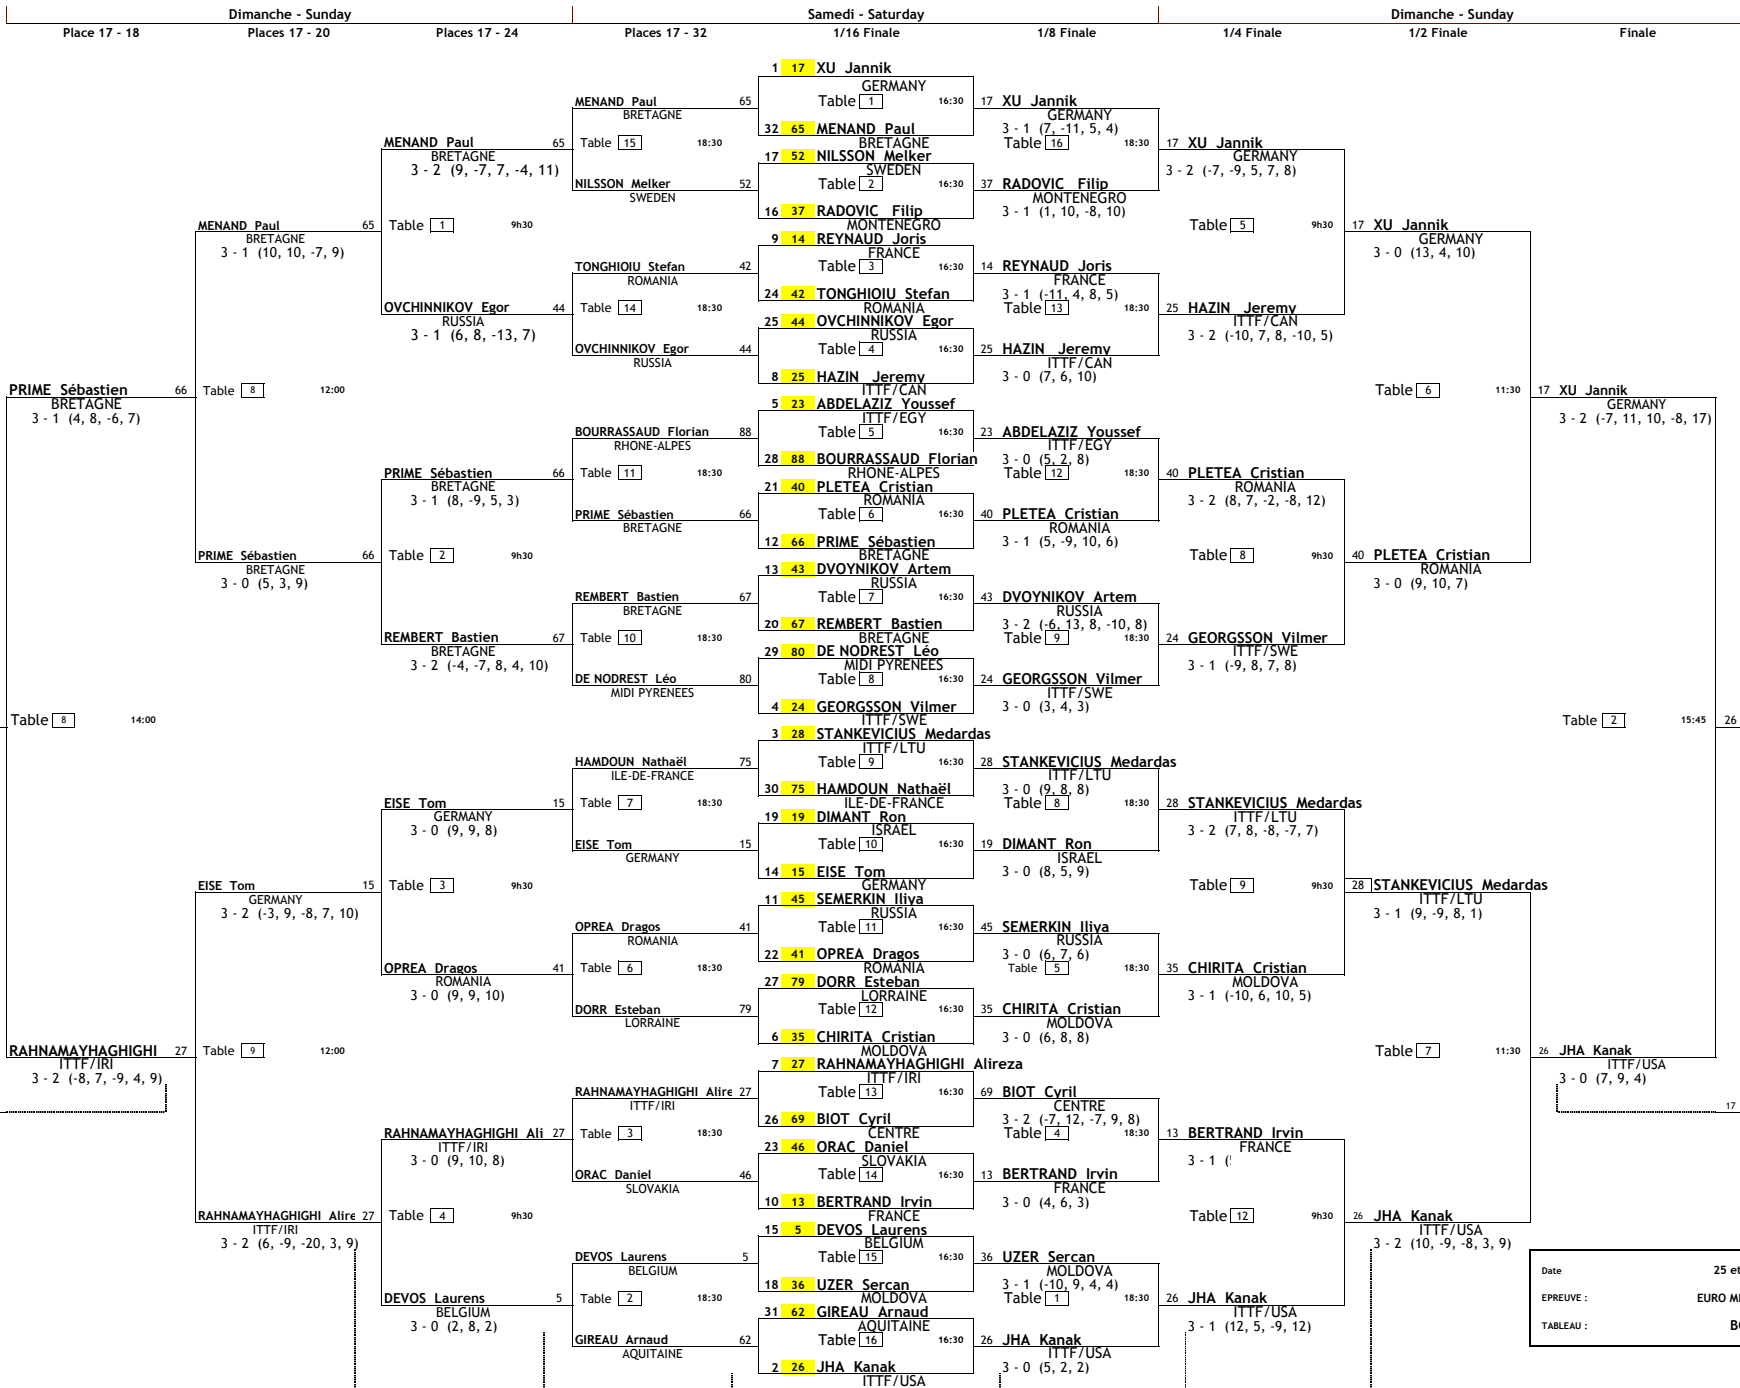 Dimanche - Sunday Samedi - Saturday Dimanche - Sunday
Place 17 - 18 Places 17 - 20 Places 17 - 24 Places 17 - 32 1/16 Finale 1/8 Finale 1/4 Finale 1/2 Finale Finale
1 17 XU Jannik
GERMANY
MENAND Paul 65 Table 1 16:30 17 XU Jannik
BRETAGNE GERMANY
32 65 MENAND Paul 3 - 1 (7, -11, 5, 4)
MENAND Paul 65 Table 15 18:30 BRETAGNE Table 16 18:30 17 XU Jannik
BRETAGNE 17 52 NILSSON Melker GERMANY
3 - 2 (9, -7, 7, -4, 11) SWEDEN 3 - 2 (-7, -9, 5, 7, 8)
NILSSON Melker 52 Table 2 16:30 37 RADOVIC Filip
SWEDEN MONTENEGRO
16 37 RADOVIC Filip 3 - 1 (1, 10, -8, 10)
MENAND Paul 65 Table 1 9h30 MONTENEGRO Table 5 9h30 17 XU Jannik
BRETAGNE 9 14 REYNAUD Joris GERMANY
3 - 1 (10, 10, -7, 9) FRANCE 3 - 0 (13, 4, 10)
TONGHIOIU Stefan 42 Table 3 16:30 14 REYNAUD Joris
ROMANIA FRANCE
24 42 TONGHIOIU Stefan 3 - 1 (-11, 4, 8, 5)
OVCHINNIKOV Egor 44 Table 14 18:30 ROMANIA Table 13 18:30 25 HAZIN Jeremy
RUSSIA 25 44 OVCHINNIKOV Egor ITTF/CAN
3 - 1 (6, 8, -13, 7) RUSSIA 3 - 2 (-10, 7, 8, -10, 5)
OVCHINNIKOV Egor 44 Table 4 16:30 25 HAZIN Jeremy
RUSSIA ITTF/CAN
8 25 HAZIN Jeremy 3 - 0 (7, 6, 10)
PRIME Sébastien 66 Table 8 12:00 ITTF/CAN Table 6 11:30 17 XU Jannik
BRETAGNE 5 23 ABDELAZIZ Youssef GERMANY
3 - 1 (4, 8, -6, 7) ITTF/EGY 3 - 2 (-7, 11, 10, -8, 17)
BOURRASSAUD Florian 88 Table 5 16:30 23 ABDELAZIZ Youssef
RHONE-ALPES ITTF/EGY
28 88 BOURRASSAUD Florian 3 - 0 (5, 2, 8)
PRIME Sébastien 66 Table 11 18:30 RHONE-ALPES Table 12 18:30 40 PLETEA Cristian
BRETAGNE 21 40 PLETEA Cristian ROMANIA
3 - 1 (8, -9, 5, 3) ROMANIA 3 - 2 (8, 7, -2, -8, 12)
PRIME Sébastien 66 Table 6 16:30 40 PLETEA Cristian
BRETAGNE ROMANIA
12 66 PRIME Sébastien 3 - 1 (5, -9, 10, 6)
PRIME Sébastien 66 Table 2 9h30 BRETAGNE Table 8 9h30 40 PLETEA Cristian
BRETAGNE 13 43 DVOYNIKOV Artem ROMANIA
3 - 0 (5, 3, 9) RUSSIA 3 - 0 (9, 10, 7)
REMBERT Bastien 67 Table 7 16:30 43 DVOYNIKOV Artem
BRETAGNE RUSSIA
20 67 REMBERT Bastien 3 - 2 (-6, 13, 8, -10, 8)
REMBERT Bastien 67 Table 10 18:30 BRETAGNE Table 9 18:30 24 GEORGSSON Vilmer
BRETAGNE 29 80 DE NODREST Léo ITTF/SWE
3 - 2 (-4, -7, 8, 4, 10) MIDI PYRENEES 3 - 1 (-9, 8, 7, 8)
DE NODREST Léo 80 Table 8 16:30 24 GEORGSSON Vilmer
MIDI PYRENEES ITTF/SWE
4 24 GEORGSSON Vilmer 3 - 0 (3, 4, 3)
Table 8 14:00 ITTF/SWE Table 2 15:45 26
3 28 STANKEVICIUS Medardas
ITTF/LTU
HAMDOUN Nathaël 75 Table 9 16:30 28 STANKEVICIUS Medardas
ILE-DE-FRANCE ITTF/LTU
30 75 HAMDOUN Nathaël 3 - 0 (9, 8, 8)
EISE Tom 15 Table 7 18:30 ILE-DE-FRANCE Table 8 18:30 28 STANKEVICIUS Medardas
GERMANY 19 19 DIMANT Ron ITTF/LTU
3 - 0 (9, 9, 8) ISRAEL 3 - 2 (7, 8, -8, -7, 7)
EISE Tom 15 Table 10 16:30 19 DIMANT Ron
GERMANY ISRAEL
14 15 EISE Tom 3 - 0 (8, 5, 9)
EISE Tom 15 Table 3 9h30 GERMANY Table 9 9h30 28 STANKEVICIUS Medardas
GERMANY 11 45 SEMERKIN Iliya ITTF/LTU
3 - 2 (-3, 9, -8, 7, 10) RUSSIA 3 - 1 (9, -9, 8, 1)
OPREA Dragos 41 Table 11 16:30 45 SEMERKIN Iliya
ROMANIA RUSSIA
22 41 OPREA Dragos 3 - 0 (6, 7, 6)
OPREA Dragos 41 Table 6 18:30 ROMANIA Table 5 18:30 35 CHIRITA Cristian
ROMANIA 27 79 DORR Esteban MOLDOVA
3 - 0 (9, 9, 10) LORRAINE 3 - 1 (-10, 6, 10, 5)
DORR Esteban 79 Table 12 16:30 35 CHIRITA Cristian
LORRAINE MOLDOVA
6 35 CHIRITA Cristian 3 - 0 (6, 8, 8)
RAHNAMAYHAGHIGHI 27 Table 9 12:00 MOLDOVA Table 7 11:30 26 JHA Kanak
ITTF/IRI 7 27 RAHNAMAYHAGHIGHI Alireza ITTF/USA
3 - 2 (-8, 7, -9, 4, 9) ITTF/IRI 3 - 0 (7, 9, 4)
RAHNAMAYHAGHIGHI Alire 27 Table 13 16:30 69 BIOT Cyril
ITTF/IRI CENTRE 17
26 69 BIOT Cyril 3 - 2 (-7, 12, -7, 9, 8)
RAHNAMAYHAGHIGHI Ali 27 Table 3 18:30 CENTRE Table 4 18:30 13 BERTRAND Irvin
ITTF/IRI 23 46 ORAC Daniel FRANCE
3 - 0 (9, 10, 8) SLOVAKIA 3 - 1 (
ORAC Daniel 46 Table 14 16:30 13 BERTRAND Irvin
SLOVAKIA FRANCE
10 13 BERTRAND Irvin 3 - 0 (4, 6, 3)
RAHNAMAYHAGHIGHI Alire 27 Table 4 9h30 FRANCE Table 12 9h30 26 JHA Kanak
ITTF/IRI 15 5 DEVOS Laurens ITTF/USA
3 - 2 (6, -9, -20, 3, 9) BELGIUM 3 - 2 (10, -9, -8, 3, 9)
DEVOS Laurens 5 Table 15 16:30 36 UZER Sercan
BELGIUM MOLDOVA Date 25 et
18 36 UZER Sercan 3 - 1 (-10, 9, 4, 4)
DEVOS Laurens 5 Table 2 18:30 MOLDOVA Table 1 18:30 26 JHA Kanak EPREUVE : EURO MI
BELGIUM 31 62 GIREAU Arnaud ITTF/USA
3 - 0 (2, 8, 2) AQUITAINE 3 - 1 (12, 5, -9, 12) TABLEAU : BO
GIREAU Arnaud 62 Table 16 16:30 26 JHA Kanak
AQUITAINE ITTF/USA
2 26 JHA Kanak 3 - 0 (5, 2, 2)
ITTF/USA